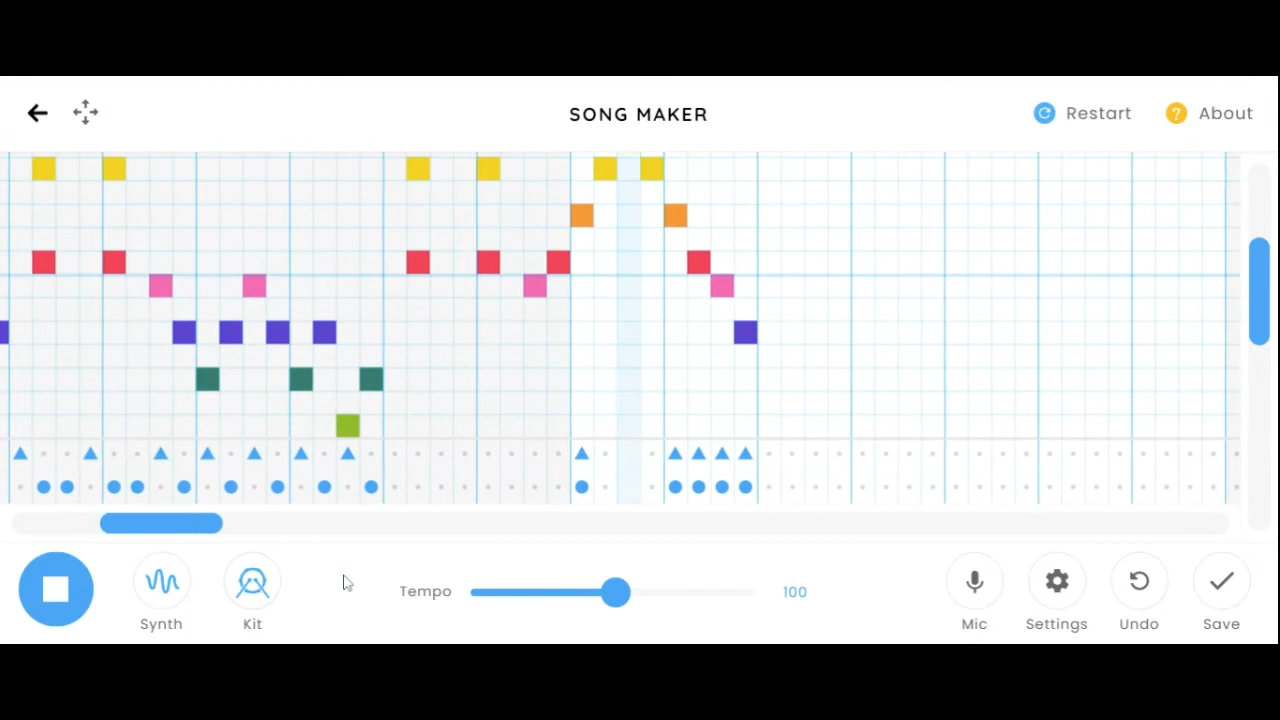 SONG MAKER
Restart
? About
Synth
Kit
Tempo
100
Mic
Settings
Undo
Save